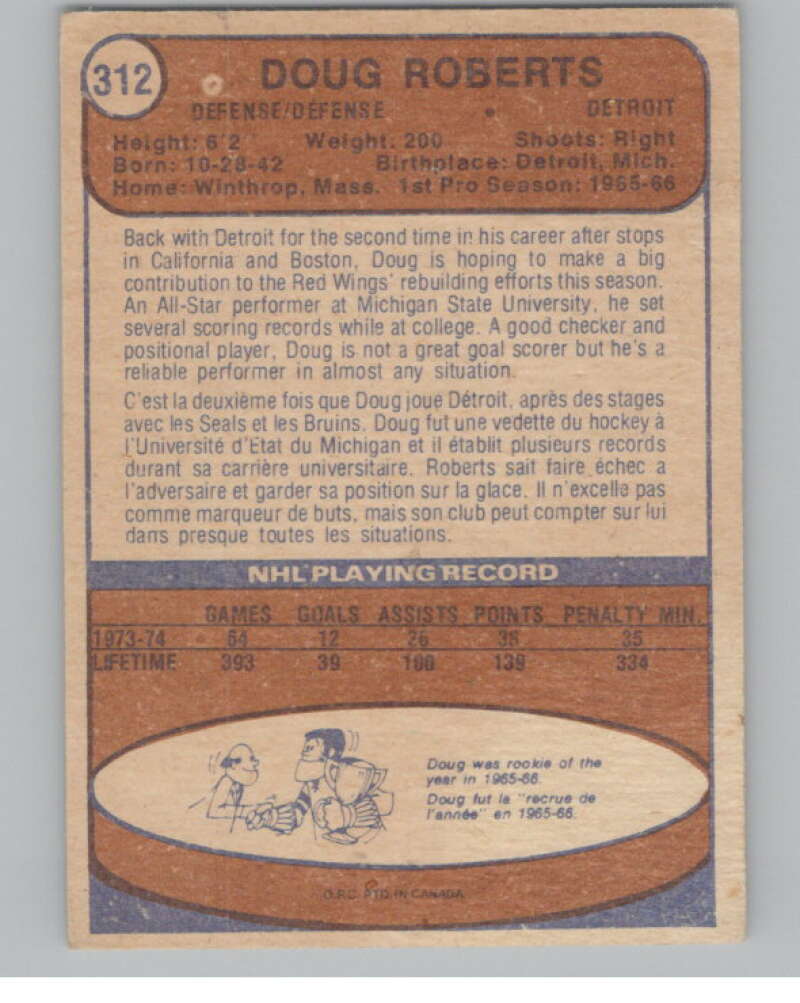 312
DOUG ROBERTS
DEFENSE/DÉFENSE DETROIT
Height: 6'2 Weight: 200 Shoots: Right
Born: 10-28-42 Birthplace: Detroit, Mich.
Home: Winthrop, Mass. 1st Pro Season: 1965-66
Back with Detroit for the second time in his career after stops
in California and Boston, Doug is hoping to make a big
contribution to the Red Wings' rebuilding efforts this season.
An All-Star performer at Michigan State University, he set
several scoring records while at college. A good checker and
positional player, Doug is not a great goal scorer but he's a
reliable performer in almost any situation.
C'est la deuxième fois que Doug joue Détroit, après des stages
avec les Seals et les Bruins. Doug fut une vedette du hockey à
l'Université d'État du Michigan et il établit plusieurs records
durant sa carrière universitaire. Roberts sait faire échec a
l'adversaire et garder sa position sur la glace. Il n'excelle pas
comme marqueur de buts, mais son club peut compter sur lui
dans presque toutes les situations.
NHL PLAYING RECORD
GAMES GOALS ASSISTS POINTS PENALTY MIN.
1973-74 64 12 26 38 35
LIFETIME 393 39 100 139 334
Doug was rookie of the
year in 1965-66.
Doug fut la "recrue de
l'année" en 1965-66.
O.P.C. PTD. IN CANADA